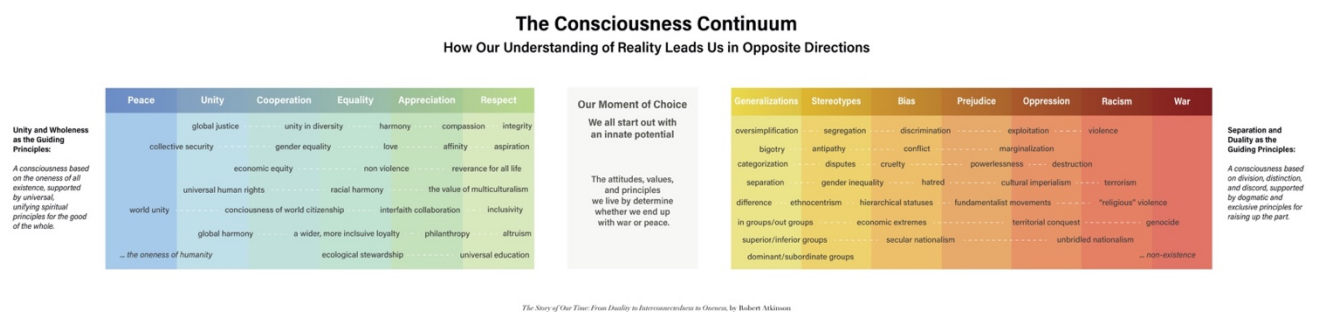 The Consciousness Continuum
How Our Understanding of Reality Leads Us in Opposite Directions
Unity and Wholeness
as the Guiding
Principles:
A consciousness based
on the oneness of all
existence, supported
by universal,
unifying spiritual
principles for the good
of the whole.
Peace Unity Cooperation Equality Appreciation Respect
global justice unity in diversity harmony compassion integrity
collective security gender equality love affinity aspiration
economic equity non violence reverance for all life
universal human rights racial harmony the value of multiculturalism
world unity conciousness of world citizenship interfaith collaboration inclusivity
global harmony a wider, more inclsuive loyalty philanthropy altruism
... the oneness of humanity ecological stewardship universal education
Our Moment of Choice
We all start out with
an innate potential
The attitudes, values,
and principles
we live by determine
whether we end up
with war or peace.
Generalizations Stereotypes Bias Prejudice Oppression Racism War
oversimplification segregation discrimination exploitation violence
bigotry antipathy conflict marginalization
categorization disputes cruelty powerlessness destruction
separation gender inequality hatred cultural imperialism terrorism
difference ethnocentrism hierarchical statuses fundamentalist movements "religious" violence
in groups/out groups economic extremes territorial conquest genocide
superior/inferior groups secular nationalism unbridled nationalism
dominant/subordinate groups ... non-existence
Separation and
Duality as the
Guiding Principles:
A consciousness based
on division, distinction,
and discord, supported
by dogmatic and
exclusive principles for
raising up the part.
The Story of Our Time: From Duality to Interconnectedness to Oneness, by Robert Atkinson